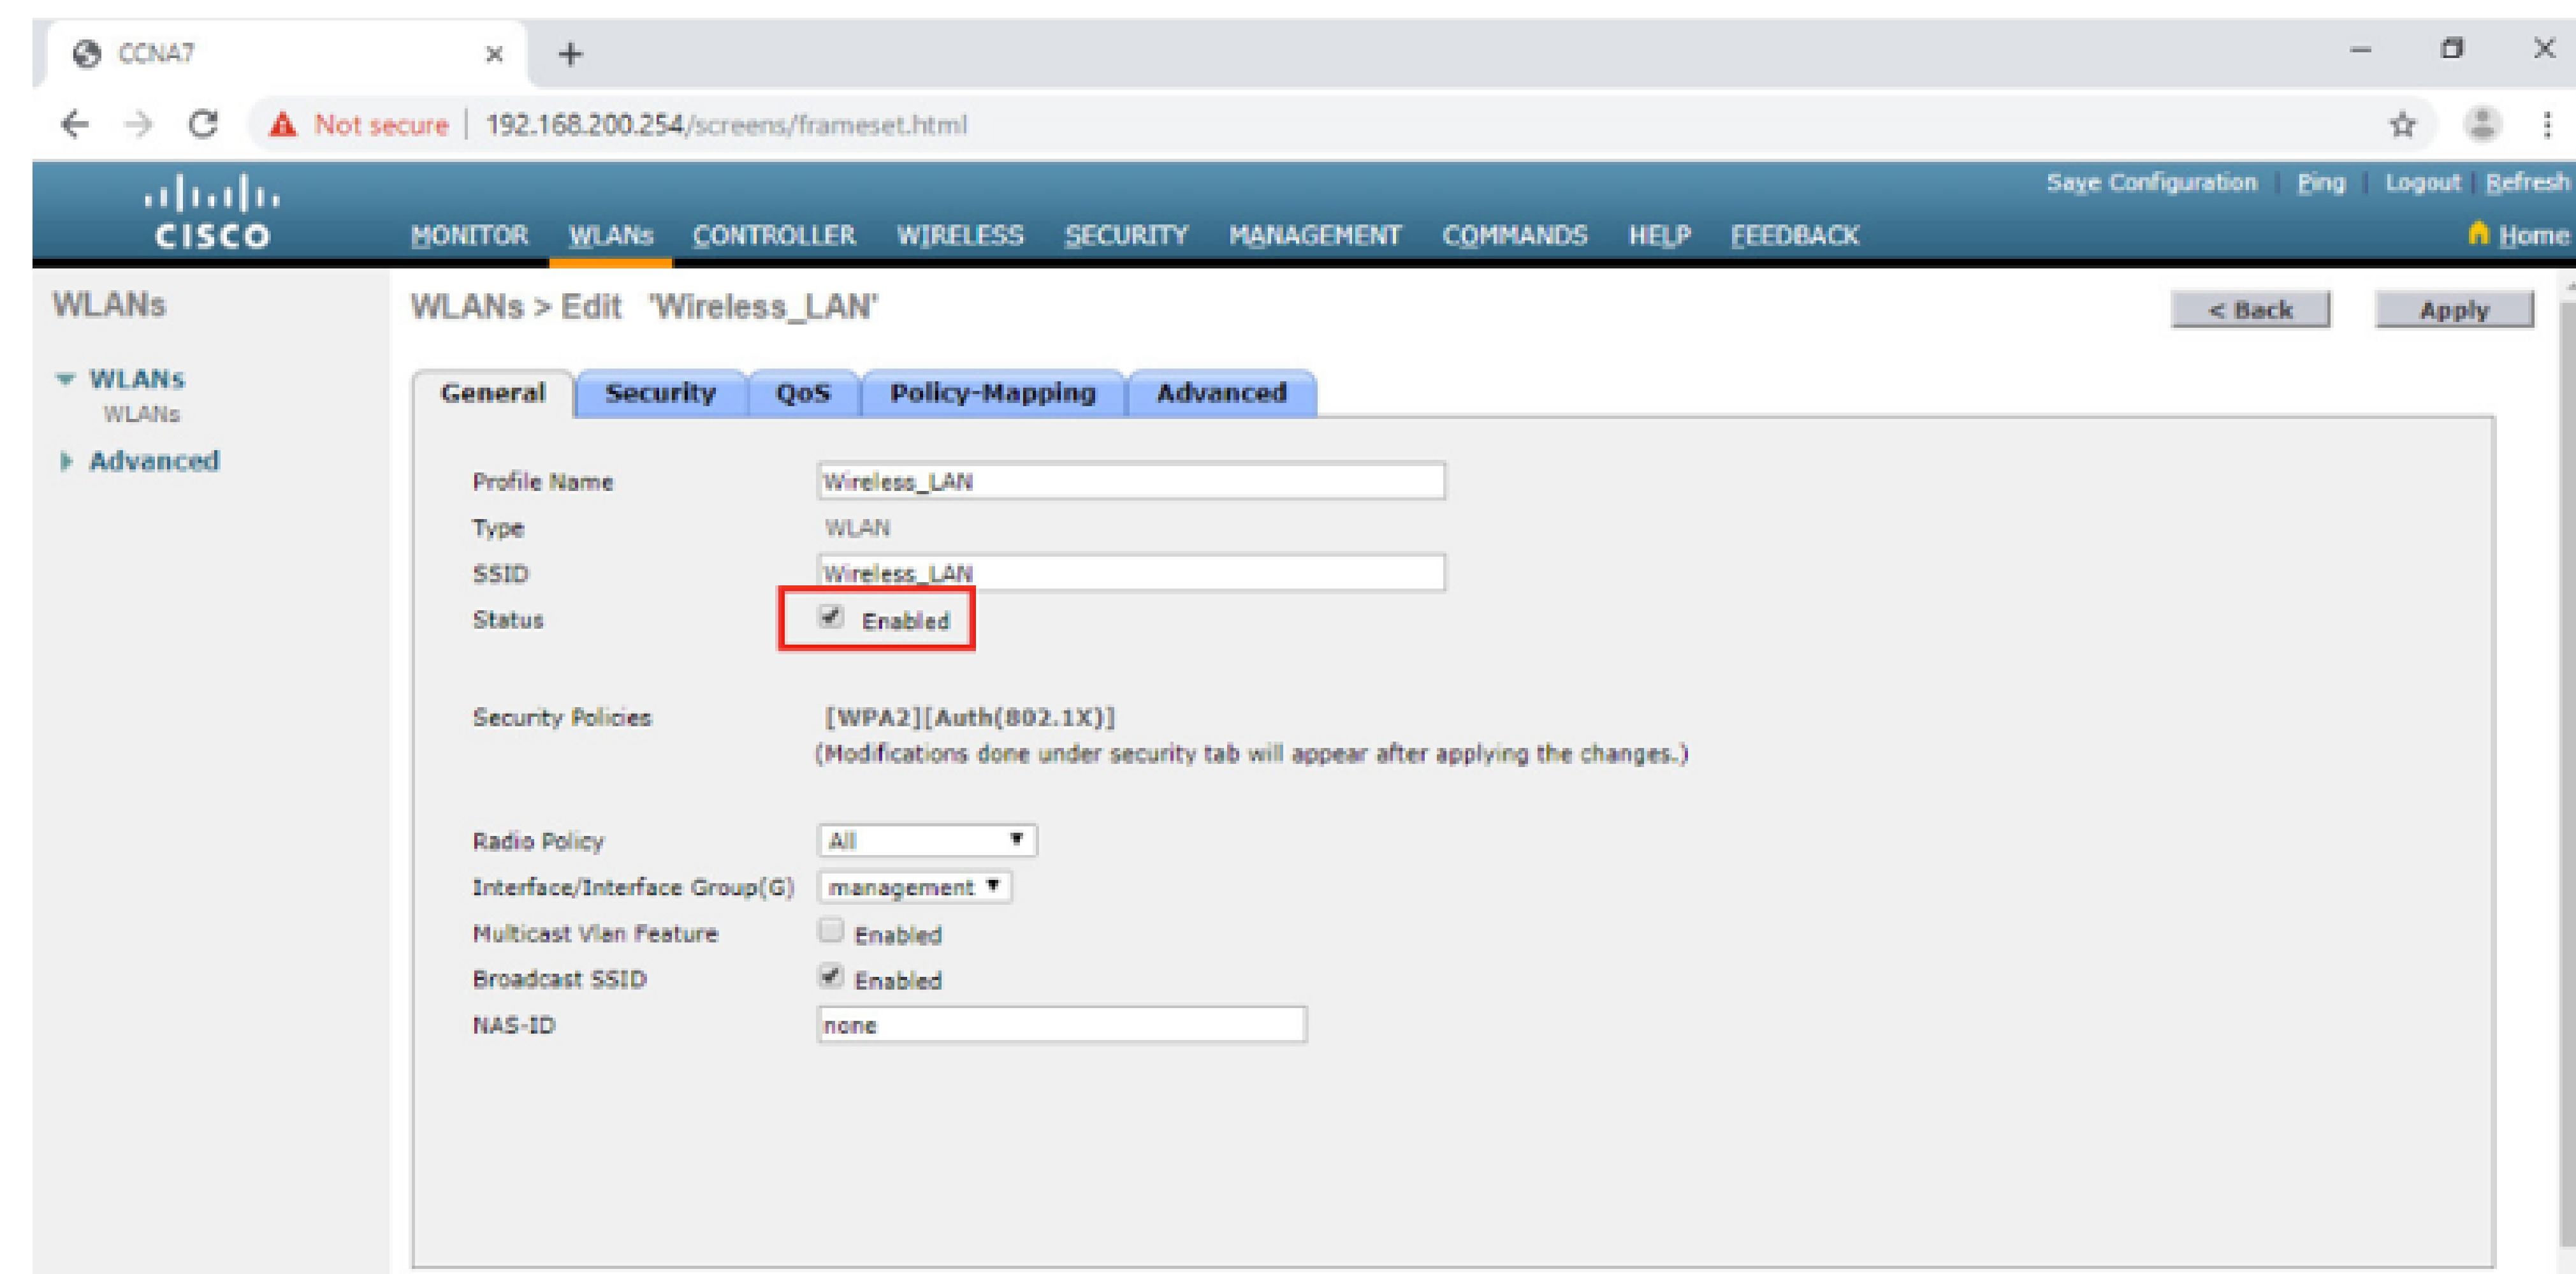 CCNA7
Not secure | 192.168.200.254/screens/frameset.html
Save Configuration | Ping | Logout | Refresh
CISCO MONITOR WLANs CONTROLLER WIRELESS SECURITY MANAGEMENT COMMANDS HELP FEEDBACK Home
WLANs
WLANs
WLANs
Advanced
WLANs > Edit 'Wireless_LAN'
< Back Apply
General Security QoS Policy-Mapping Advanced
Profile Name Wireless_LAN
Type WLAN
SSID Wireless_LAN
Status Enabled
Security Policies [WPA2][Auth(802.1X)]
(Modifications done under security tab will appear after applying the changes.)
Radio Policy All
Interface/Interface Group(G) management
Multicast Vlan Feature Enabled
Broadcast SSID Enabled
NAS-ID none